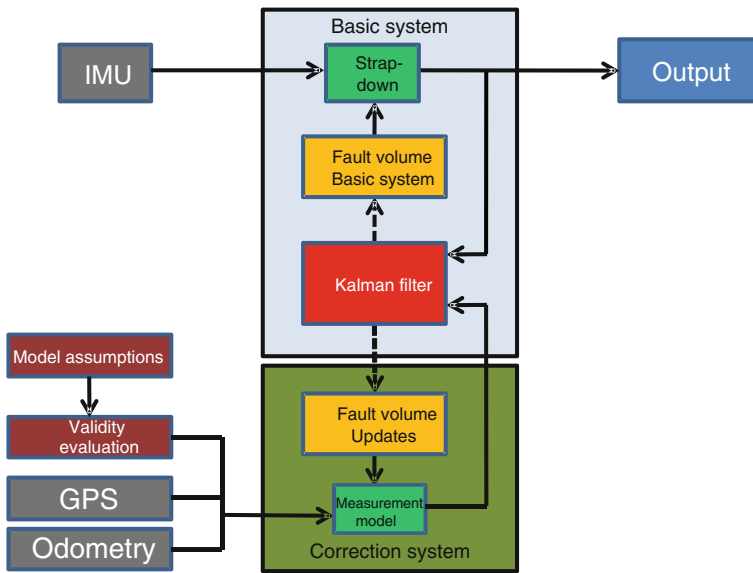 Basic system
IMU
Strap-
down
Output
Fault volume
Basic system
Kalman filter
Model assumptions
Validity
evaluation
GPS
Odometry
Fault volume
Updates
Measurement
model
Correction system